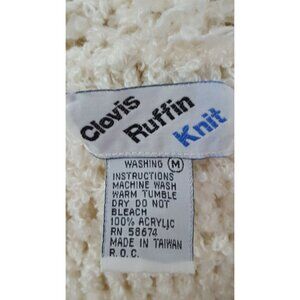 Clovis
Ruffin
Knit
WASHING M
INSTRUCTIONS
MACHINE WASH
WARM TUMBLE
DRY DO NOT
BLEACH
100% ACRYLIC
RN 58674
MADE IN TAIWAN
R.O.C.